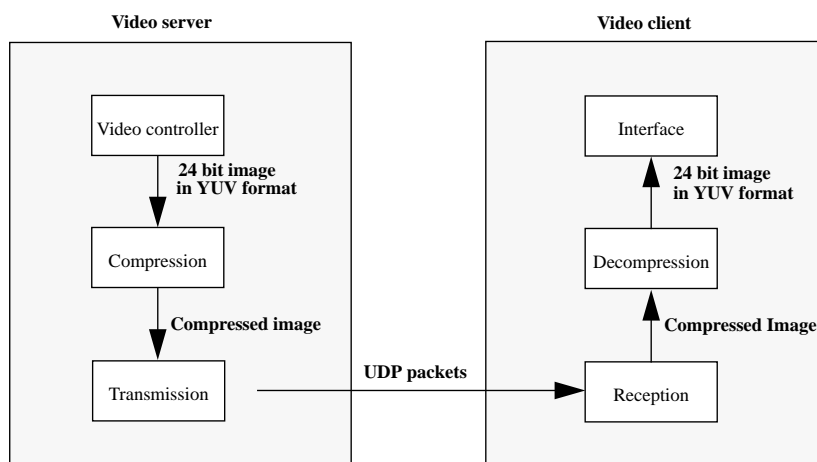 Video server
Video controller
24 bit image
in YUV format
Compression
Compressed image
Transmission
UDP packets
Video client
Interface
24 bit image
in YUV format
Decompression
Compressed Image
Reception